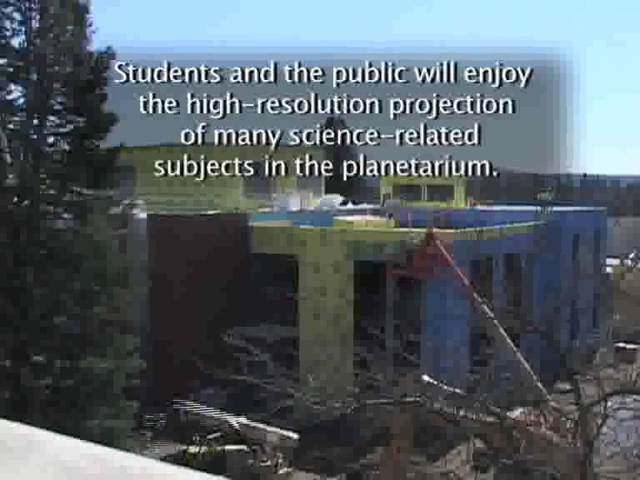 Students and the public will enjoy
the high-resolution projection
of many science-related
subjects in the planetarium.